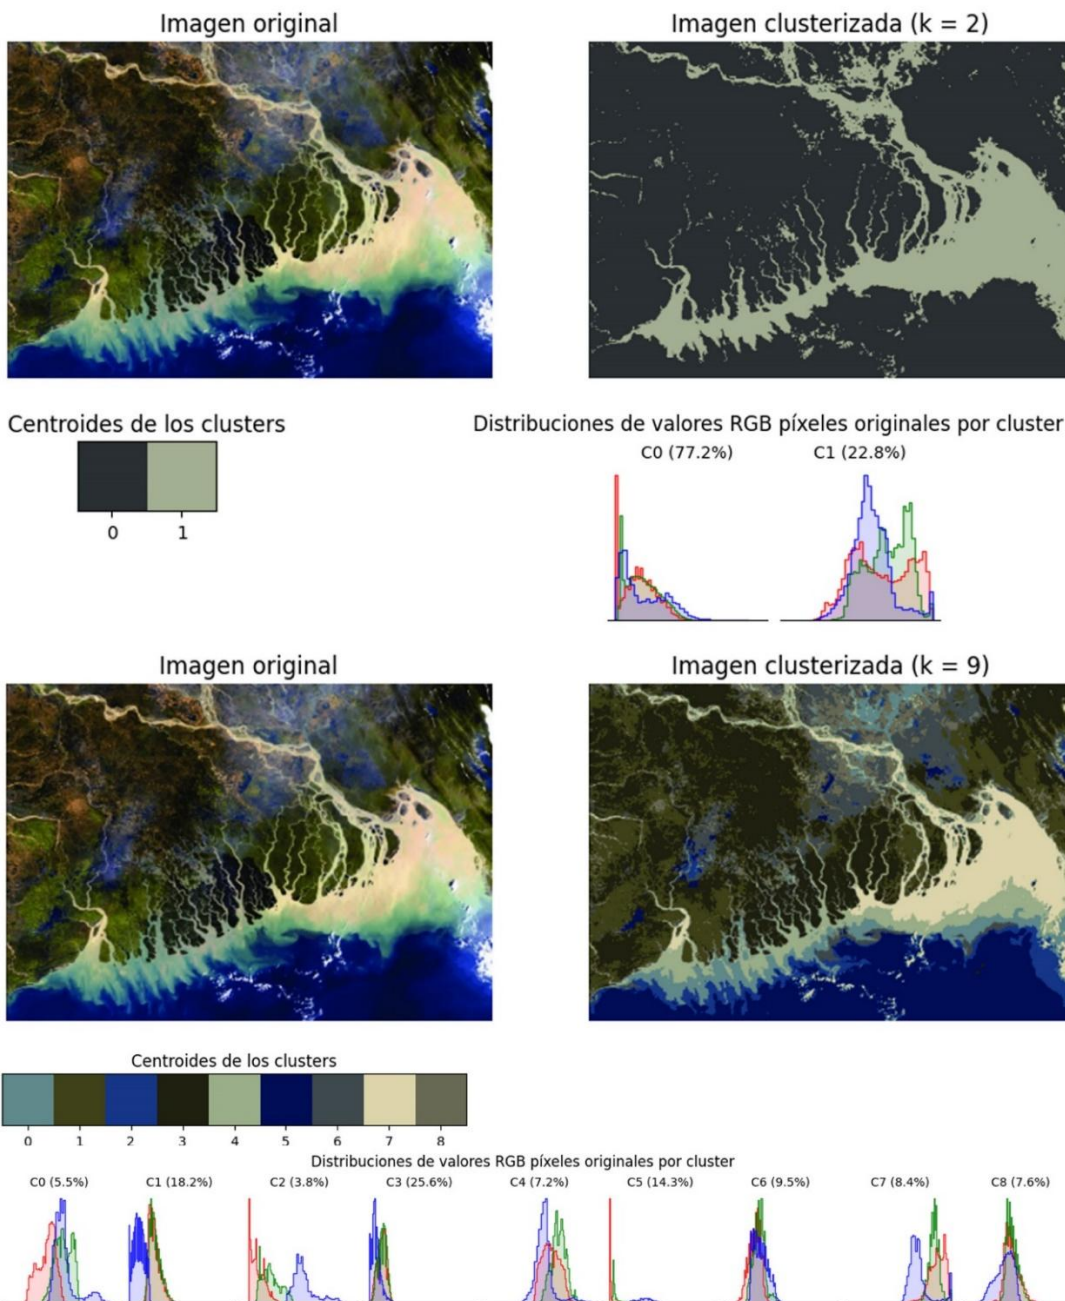 Imagen original
Imagen clusterizada (k = 2)
Centroides de los clusters
0 1
Distribuciones de valores RGB píxeles originales por cluster
C0 (77.2%) C1 (22.8%)
Imagen original
Imagen clusterizada (k = 9)
Centroides de los clusters
0 1 2 3 4 5 6 7 8
Distribuciones de valores RGB píxeles originales por cluster
C0 (5.5%) C1 (18.2%) C2 (3.8%) C3 (25.6%) C4 (7.2%) C5 (14.3%) C6 (9.5%) C7 (8.4%) C8 (7.6%)